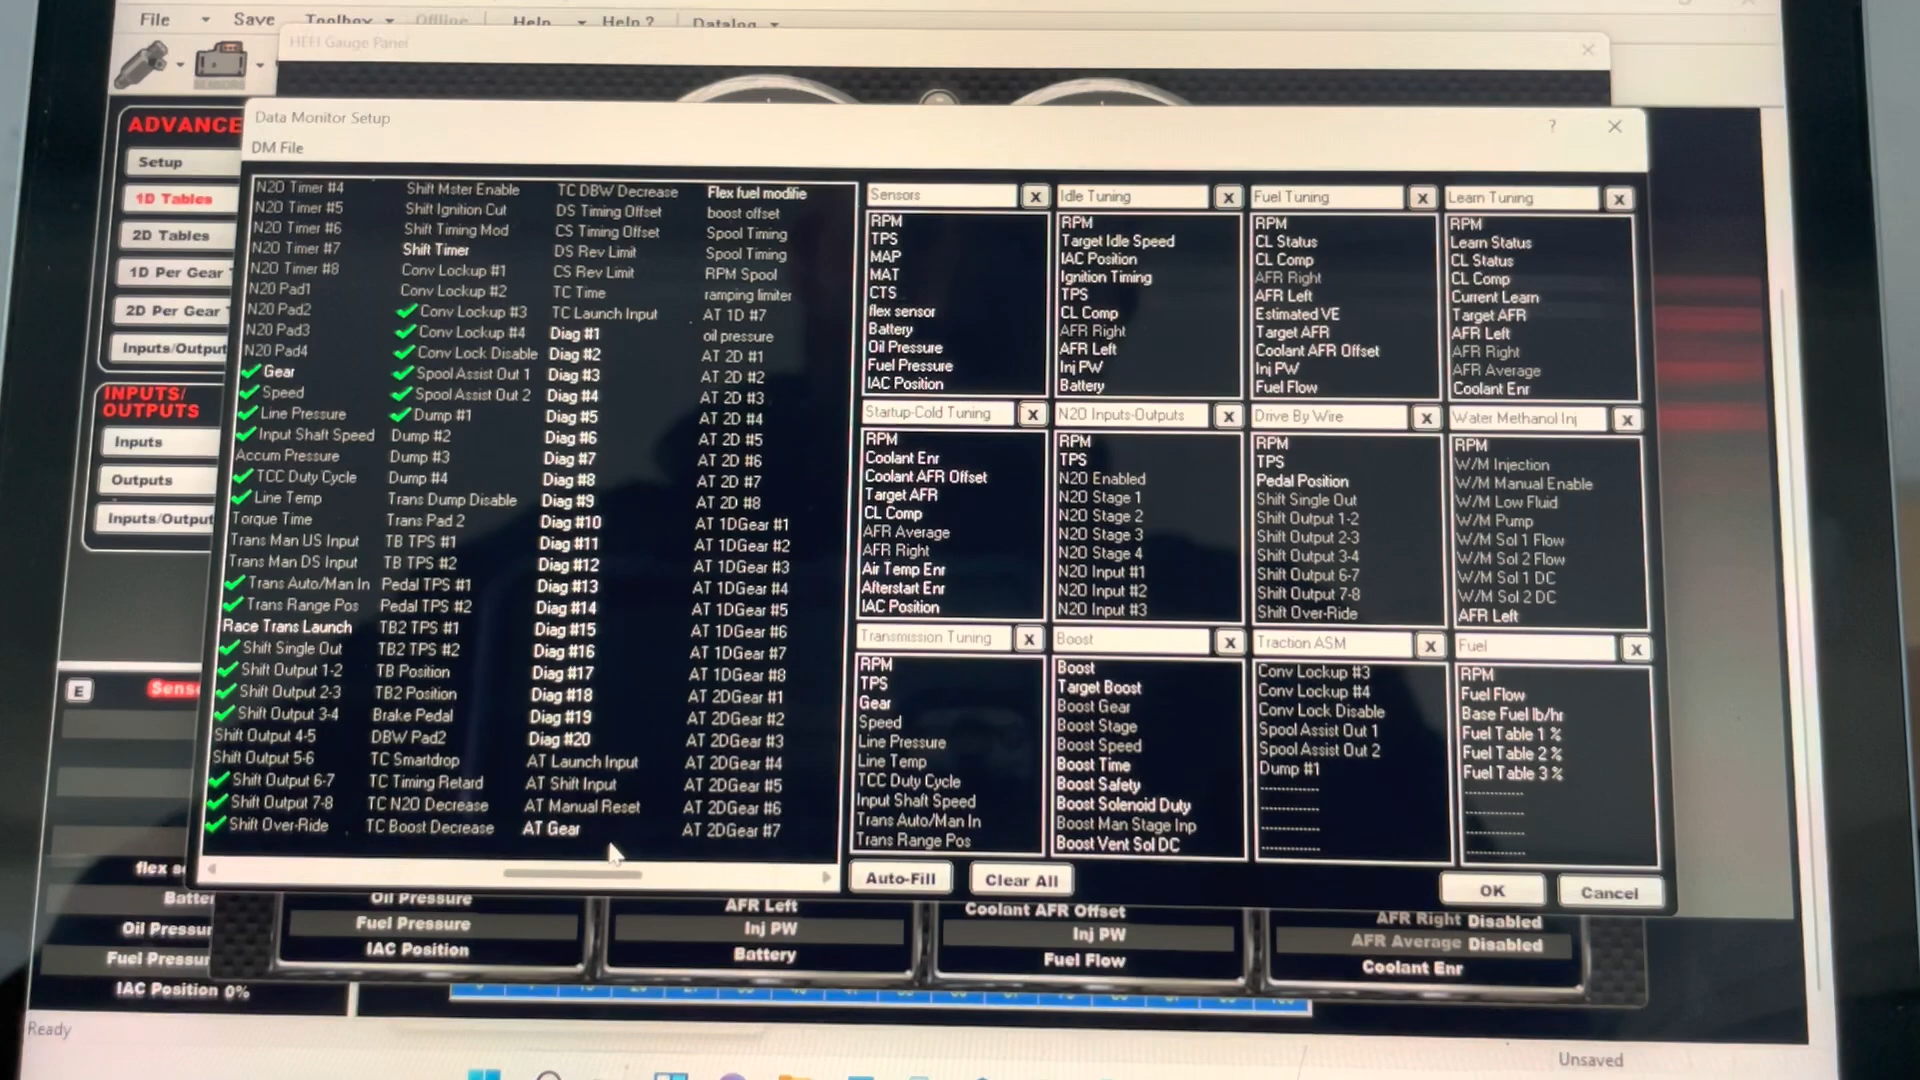 File
Save
Toolbox
Offline
Help
Help ?
Datalog
HEFI Gauge Panel
ADVANCE
Setup
1D Tables
2D Tables
1D Per Gear
2D Per Gear
Inputs/Output
INPUTS/
OUTPUTS
Inputs
Outputs
Inputs/Output
Data Monitor Setup
?
DM File
N2O Timer #4
N2O Timer #5
N2O Timer #6
N2O Timer #7
N2O Timer #8
N2O Pad1
N2O Pad2
N2O Pad3
N2O Pad4
Gear
Speed
Line Pressure
Input Shaft Speed
Accum Pressure
TCC Duty Cycle
Line Temp
Torque Time
Trans Man US Input
Trans Man DS Input
Trans Auto/Man In
Trans Range Pos
Race Trans Launch
Shift Single Out
Shift Output 1-2
Shift Output 2-3
Shift Output 3-4
Shift Output 4-5
Shift Output 5-6
Shift Output 6-7
Shift Output 7-8
Shift Over-Ride
Shift Mster Enable
Shift Ignition Cut
Shift Timing Mod
Shift Timer
Conv Lockup #1
Conv Lockup #2
Conv Lockup #3
Conv Lockup #4
Conv Lock Disable
Spool Assist Out 1
Spool Assist Out 2
Dump #1
Dump #2
Dump #3
Dump #4
Trans Dump Disable
Trans Pad 2
TB TPS #1
TB TPS #2
Pedal TPS #1
Pedal TPS #2
TB2 TPS #1
TB2 TPS #2
TB Position
TB2 Position
Brake Pedal
DBW Pad2
TC Smartdrop
TC Timing Retard
TC N2O Decrease
TC Boost Decrease
TC DBW Decrease
DS Timing Offset
CS Timing Offset
DS Rev Limit
CS Rev Limit
TC Time
TC Launch Input
Diag #1
Diag #2
Diag #3
Diag #4
Diag #5
Diag #6
Diag #7
Diag #8
Diag #9
Diag #10
Diag #11
Diag #12
Diag #13
Diag #14
Diag #15
Diag #16
Diag #17
Diag #18
Diag #19
Diag #20
AT Launch Input
AT Shift Input
AT Manual Reset
AT Gear
Flex fuel modifie
boost offset
Spool Timing
Spool Timing
RPM Spool
ramping limiter
AT 1D #7
oil pressure
AT 2D #1
AT 2D #2
AT 2D #3
AT 2D #4
AT 2D #5
AT 2D #6
AT 2D #7
AT 2D #8
AT 1DGear #1
AT 1DGear #2
AT 1DGear #3
AT 1DGear #4
AT 1DGear #5
AT 1DGear #6
AT 1DGear #7
AT 1DGear #8
AT 2DGear #1
AT 2DGear #2
AT 2DGear #3
AT 2DGear #4
AT 2DGear #5
AT 2DGear #6
AT 2DGear #7
Sensors X
RPM
TPS
MAP
MAT
CTS
flex sensor
Battery
Oil Pressure
Fuel Pressure
IAC Position
Idle Tuning X
RPM
Target Idle Speed
IAC Position
Ignition Timing
TPS
CL Comp
AFR Right
AFR Left
Inj PW
Battery
Fuel Tuning X
RPM
CL Status
CL Comp
AFR Right
AFR Left
Estimated VE
Target AFR
Coolant AFR Offset
Inj PW
Fuel Flow
Learn Tuning X
RPM
Learn Status
CL Status
CL Comp
Current Learn
Target AFR
AFR Left
AFR Right
AFR Average
Coolant Enr
Startup-Cold Tuning X
RPM
Coolant Enr
Coolant AFR Offset
Target AFR
CL Comp
AFR Average
AFR Right
Air Temp Enr
Afterstart Enr
IAC Position
N2O Inputs-Outputs X
RPM
TPS
N2O Enabled
N2O Stage 1
N2O Stage 2
N2O Stage 3
N2O Stage 4
N2O Input #1
N2O Input #2
N2O Input #3
Drive By Wire X
RPM
TPS
Pedal Position
Shift Single Out
Shift Output 1-2
Shift Output 2-3
Shift Output 3-4
Shift Output 6-7
Shift Output 7-8
Shift Over-Ride
Water Methanol Inj X
RPM
W/M Injection
W/M Manual Enable
W/M Low Fluid
W/M Pump
W/M Sol 1 Flow
W/M Sol 2 Flow
W/M Sol 1 DC
W/M Sol 2 DC
AFR Left
Transmission Tuning X
RPM
TPS
Gear
Speed
Line Pressure
Line Temp
TCC Duty Cycle
Input Shaft Speed
Trans Auto/Man In
Trans Range Pos
Boost X
Boost
Target Boost
Boost Gear
Boost Stage
Boost Speed
Boost Time
Boost Safety
Boost Solenoid Duty
Boost Man Stage Inp
Boost Vent Sol DC
Traction ASM X
Conv Lockup #3
Conv Lockup #4
Conv Lock Disable
Spool Assist Out 1
Spool Assist Out 2
Dump #1
-------------
-------------
-------------
-------------
Fuel X
RPM
Fuel Flow
Base Fuel lb/hr
Fuel Table 1 %
Fuel Table 2 %
Fuel Table 3 %
-------------
-------------
-------------
-------------
Auto-Fill
Clear All
OK
Cancel
E
Sens
flex s
Batter
Oil Pressur
Fuel Pressur
IAC Position 0%
Oil Pressure
Fuel Pressure
IAC Position
AFR Left
Inj PW
Battery
Coolant AFR Offset
Inj PW
Fuel Flow
AFR Right Disabled
AFR Average Disabled
Coolant Enr
Ready
Unsaved